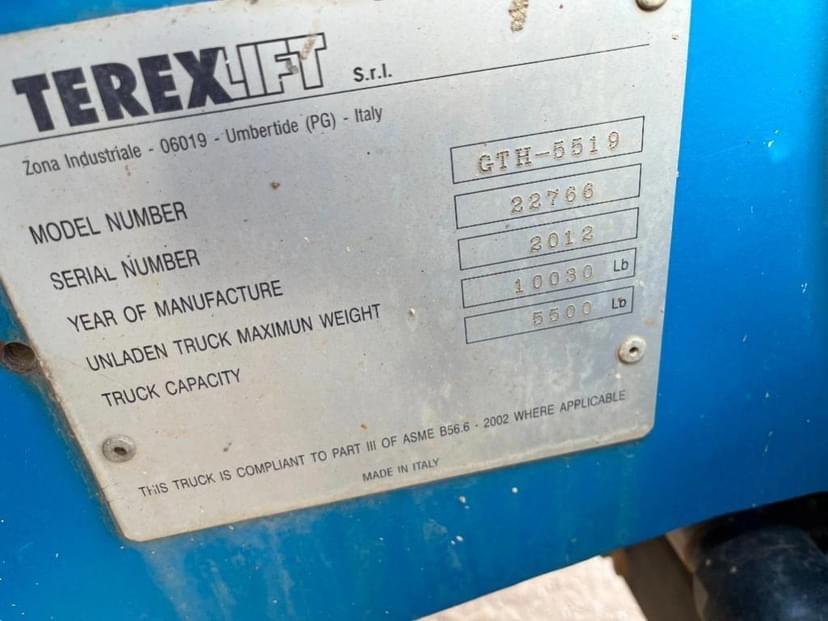 TEREXLIFT S.r.l.
Zona Industriale - 06019 - Umbertide (PG) - Italy
MODEL NUMBER GTH-5519
SERIAL NUMBER 22766
YEAR OF MANUFACTURE 2012
UNLADEN TRUCK MAXIMUN WEIGHT 10030 Lb
TRUCK CAPACITY 5500 Lb
THIS TRUCK IS COMPLIANT TO PART III OF ASME B56.6 - 2002 WHERE APPLICABLE
MADE IN ITALY